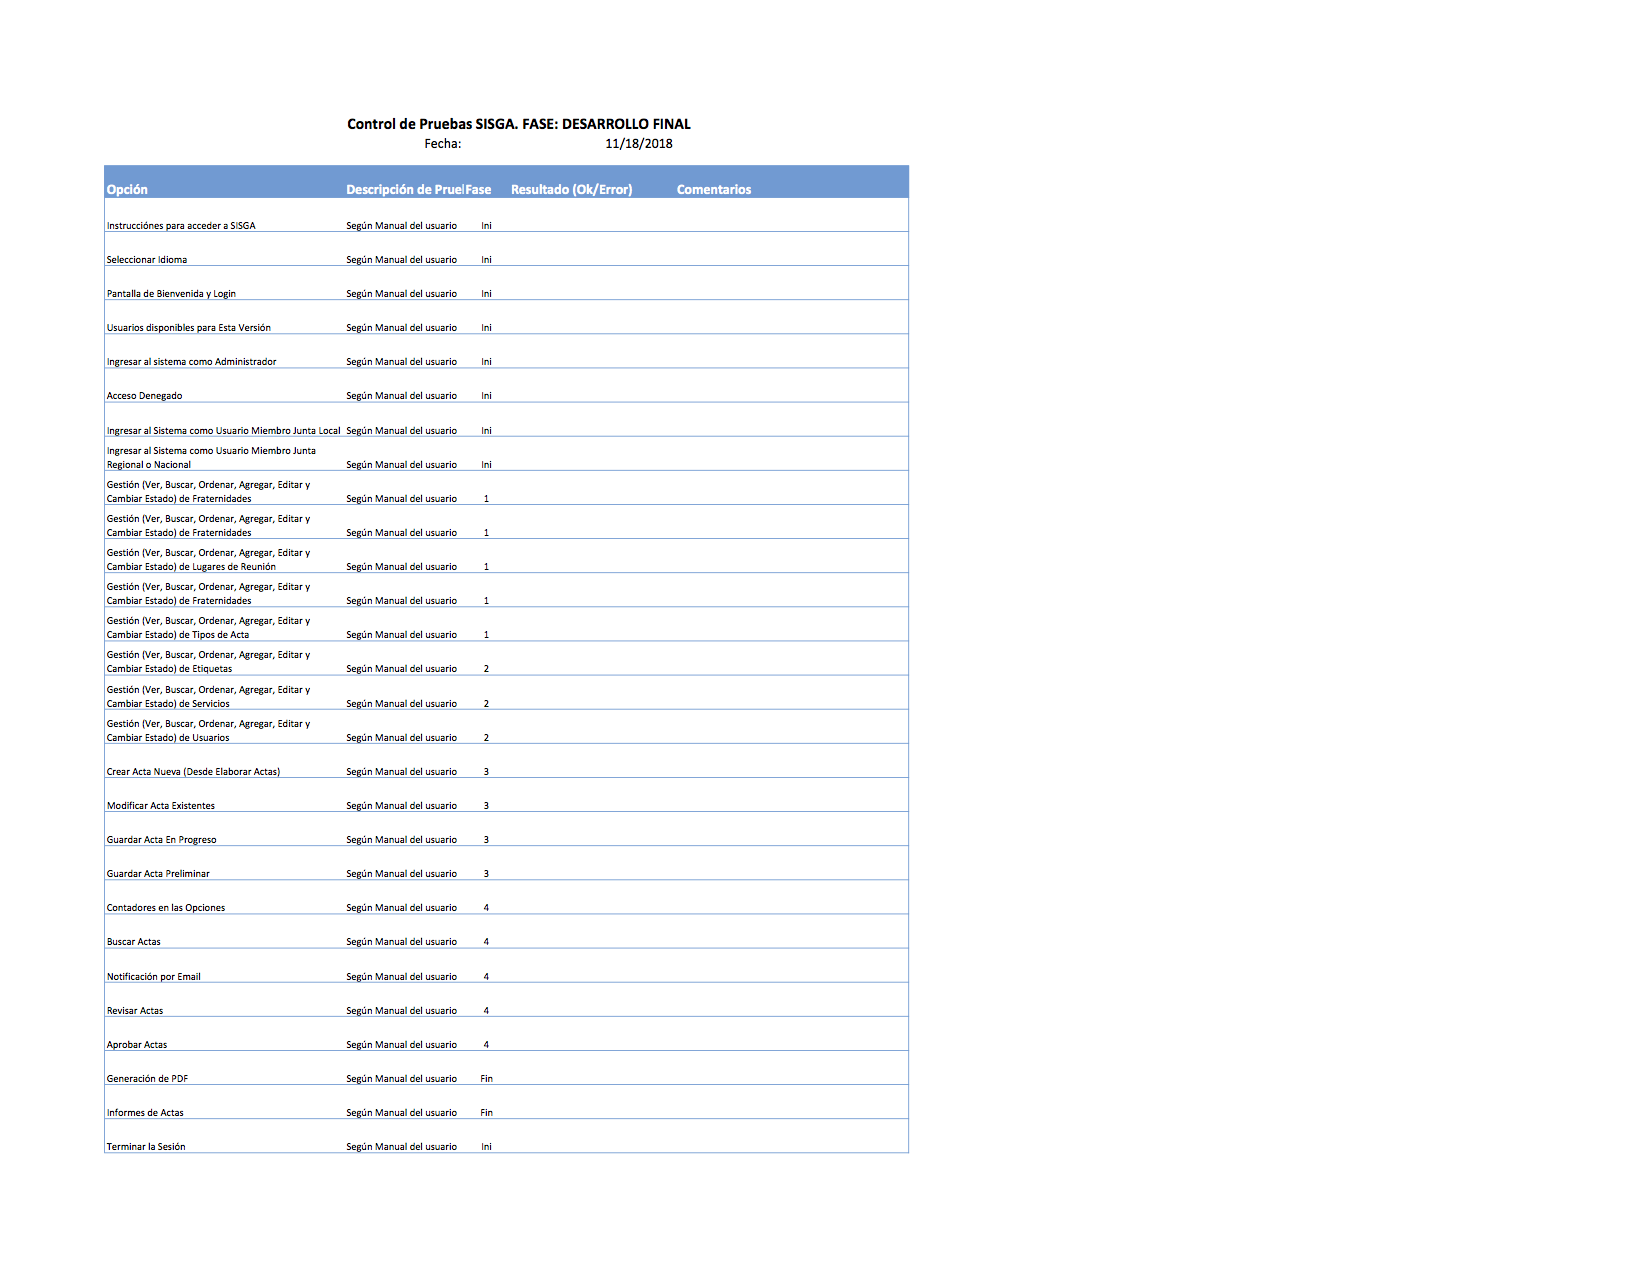 Control de Pruebas SISGA. FASE: DESARROLLO FINAL
Fecha: 11/18/2018
Opción Descripción de Prue Fase Resultado (Ok/Error) Comentarios
Instrucciónes para acceder a SISGA Según Manual del usuario Ini
Seleccionar Idioma Según Manual del usuario Ini
Pantalla de Bienvenida y Login Según Manual del usuario Ini
Usuarios disponibles para Esta Versión Según Manual del usuario Ini
Ingresar al sistema como Administrador Según Manual del usuario Ini
Acceso Denegado Según Manual del usuario Ini
Ingresar al Sistema como Usuario Miembro Junta Local Según Manual del usuario Ini
Ingresar al Sistema como Usuario Miembro Junta
Regional o Nacional Según Manual del usuario Ini
Gestión (Ver, Buscar, Ordenar, Agregar, Editar y
Cambiar Estado) de Fraternidades Según Manual del usuario 1
Gestión (Ver, Buscar, Ordenar, Agregar, Editar y
Cambiar Estado) de Fraternidades Según Manual del usuario 1
Gestión (Ver, Buscar, Ordenar, Agregar, Editar y
Cambiar Estado) de Lugares de Reunión Según Manual del usuario 1
Gestión (Ver, Buscar, Ordenar, Agregar, Editar y
Cambiar Estado) de Fraternidades Según Manual del usuario 1
Gestión (Ver, Buscar, Ordenar, Agregar, Editar y
Cambiar Estado) de Tipos de Acta Según Manual del usuario 1
Gestión (Ver, Buscar, Ordenar, Agregar, Editar y
Cambiar Estado) de Etiquetas Según Manual del usuario 2
Gestión (Ver, Buscar, Ordenar, Agregar, Editar y
Cambiar Estado) de Servicios Según Manual del usuario 2
Gestión (Ver, Buscar, Ordenar, Agregar, Editar y
Cambiar Estado) de Usuarios Según Manual del usuario 2
Crear Acta Nueva (Desde Elaborar Actas) Según Manual del usuario 3
Modificar Acta Existentes Según Manual del usuario 3
Guardar Acta En Progreso Según Manual del usuario 3
Guardar Acta Preliminar Según Manual del usuario 3
Contadores en las Opciones Según Manual del usuario 4
Buscar Actas Según Manual del usuario 4
Notificación por Email Según Manual del usuario 4
Revisar Actas Según Manual del usuario 4
Aprobar Actas Según Manual del usuario 4
Generación de PDF Según Manual del usuario Fin
Informes de Actas Según Manual del usuario Fin
Terminar la Sesión Según Manual del usuario Ini